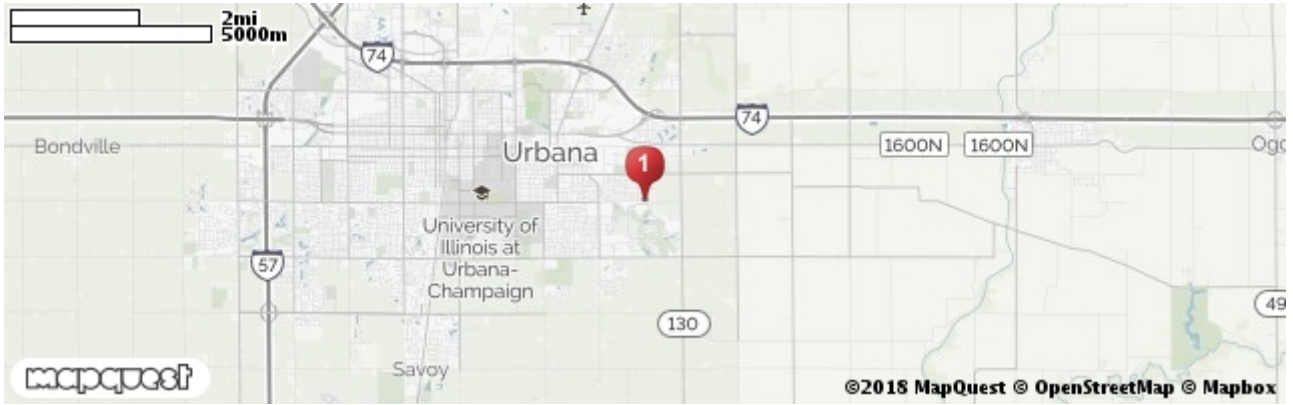 2mi
5000m
74
74
Bondville
Urbana
1
1600N
1600N
University of
Illinois at
Urbana-
Champaign
57
130
49
Savoy
mapquest
©2018 MapQuest © OpenStreetMap © Mapbox